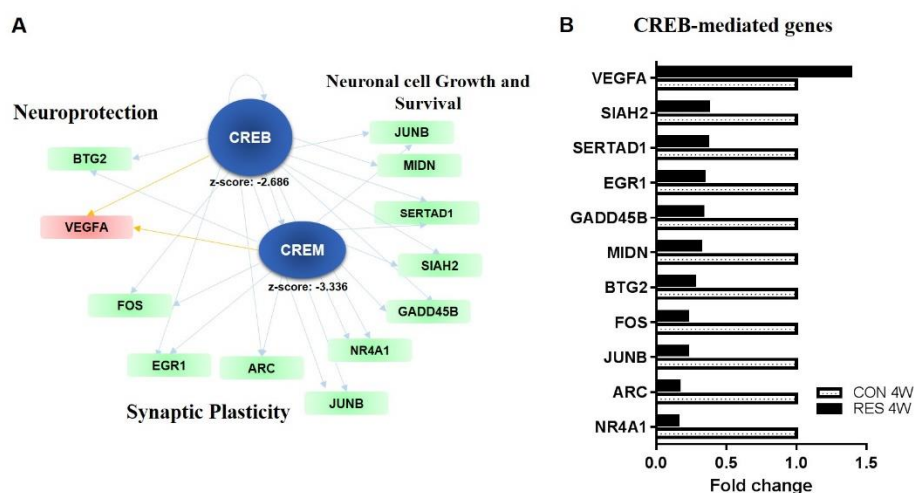 A
Neuroprotection
Neuronal cell Growth and
Survival
CREB
z-score: -2.686
CREM
z-score: -3.336
BTG2
VEGFA
FOS
EGR1
ARC
JUNB
NR4A1
GADD45B
SIAH2
SERTAD1
MIDN
JUNB
Synaptic Plasticity
B
CREB-mediated genes
VEGFA
SIAH2
SERTAD1
EGR1
GADD45B
MIDN
BTG2
FOS
JUNB
ARC
NR4A1
CON 4W
RES 4W
0.0 0.5 1.0 1.5
Fold change